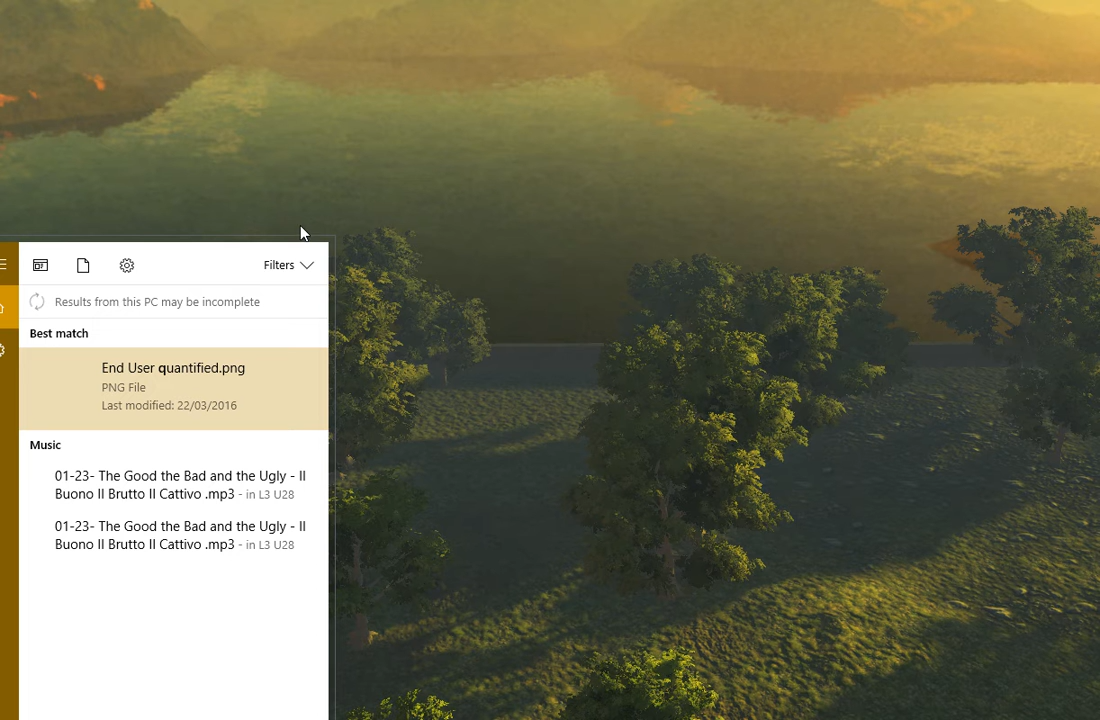 Filters
Results from this PC may be incomplete
Best match
End User quantified.png
PNG File
Last modified: 22/03/2016
Music
01-23- The Good the Bad and the Ugly - Il
Buono Il Brutto Il Cattivo .mp3 - in L3 U28
01-23- The Good the Bad and the Ugly - Il
Buono Il Brutto Il Cattivo .mp3 - in L3 U28